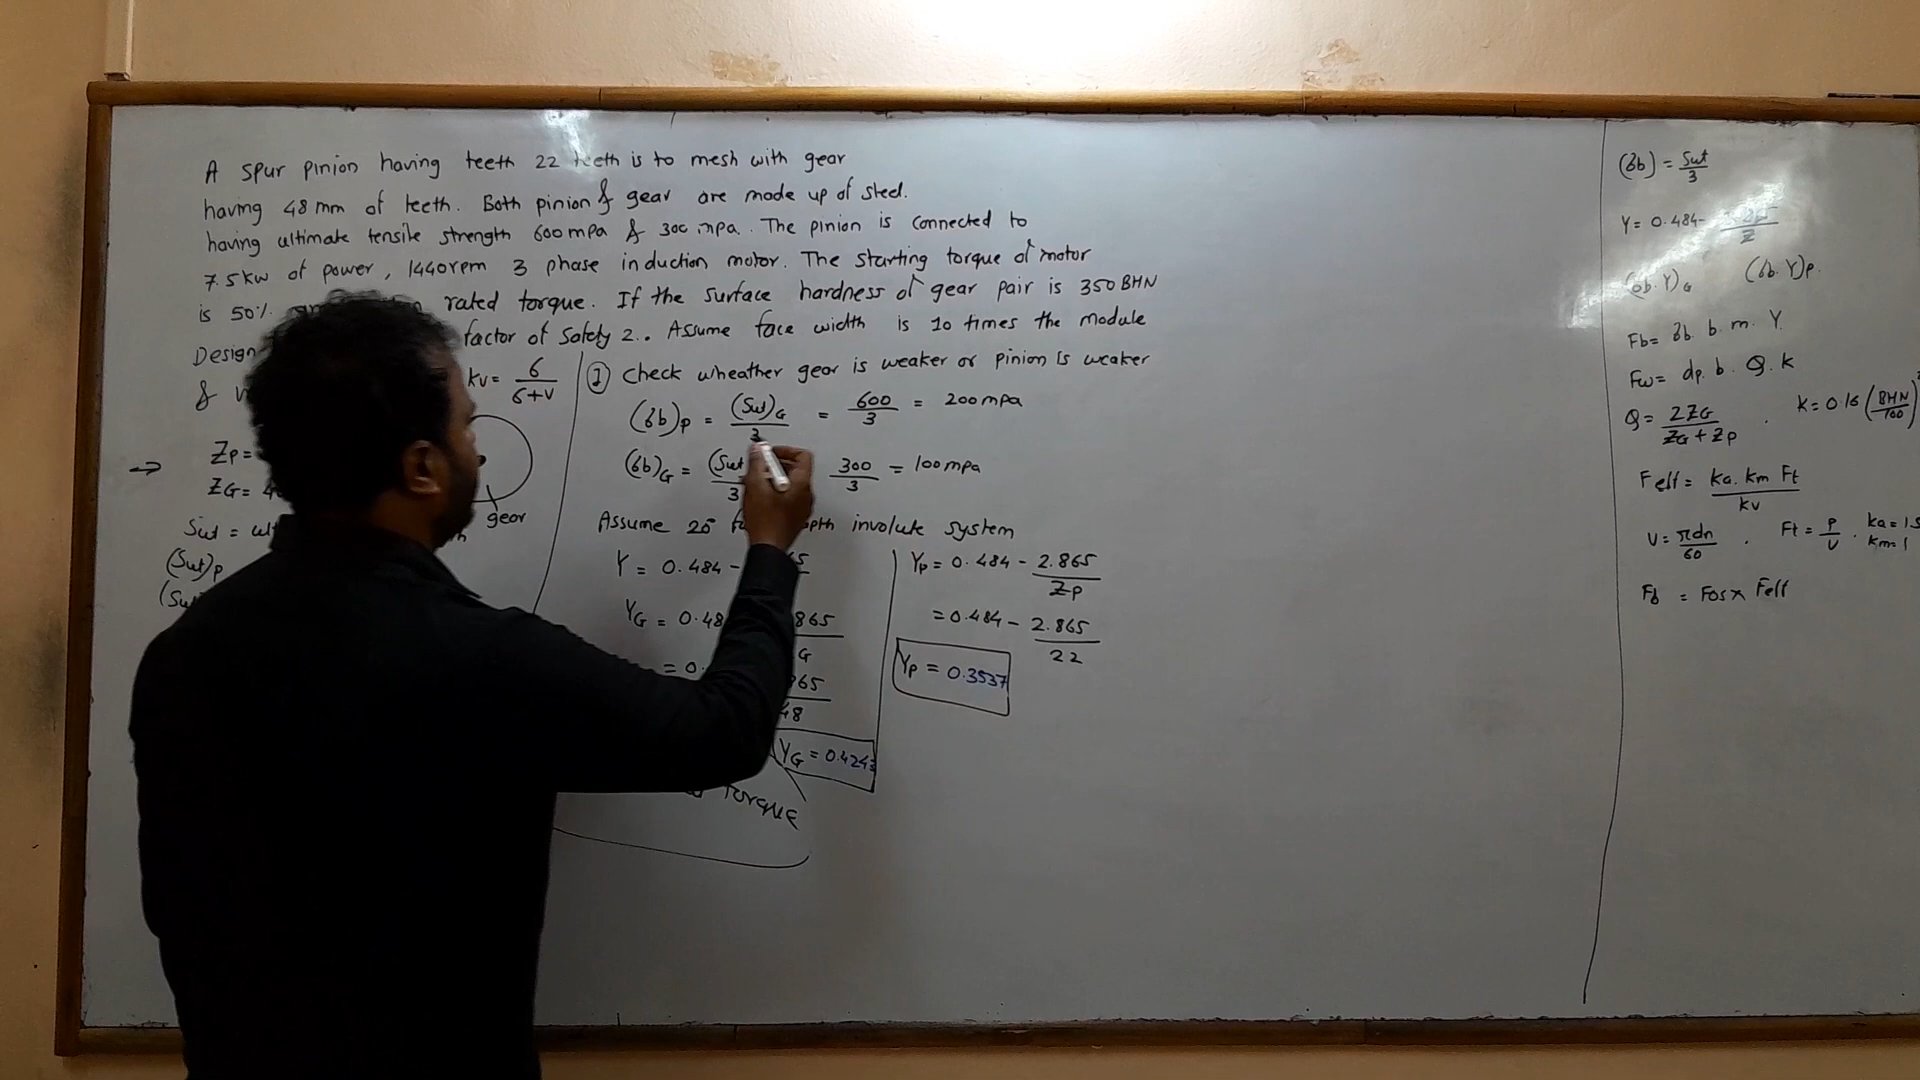 A spur pinion having teeth 22 teeth is to mesh with gear
having 48 mm of teeth. Both pinion & gear are made up of steel.
having ultimate tensile strength 600 mpa & 300 mpa. The pinion is connected to
7.5 kw of power, 1440 rpm 3 phase induction motor. The starting torque of motor
is 50% rated torque. If the surface hardness of gear pair is 350 BHN
Design factor of Safety 2. Assume face width is 10 times the module
&
kv = 6/(6+v)
Zp =
ZG = 4
gear
Sut = ult
(Sut)p
(Su
① Check wheather gear is weaker or pinion is weaker
(σb)p = (Sut)G/3 = 600/3 = 200 mpa
(σb)G = (Sut/3 300/3 = 100 mpa
Assume 20° involute system
Y = 0.484 -
YG = 0.48 865/G
= 0. 865/48
YG = 0.4243
Torque
Yp = 0.484 - 2.865/Zp
= 0.484 - 2.865/22
Yp = 0.3537
(σb) = Sut/3
Y = 0.484 - 2.865/Z
(σb.Y)G (σb.Y)p.
Fb = σb. b. m. Y
Fw = dp. b. Q. k
Q = 2ZG/(ZG + Zp) . K = 0.16 (BHN/100)²
Feff = ka. km Ft/kv
V = πdn/60 . Ft = P/V . ka = 1.5 km = 1
Fb = Fos x Feff